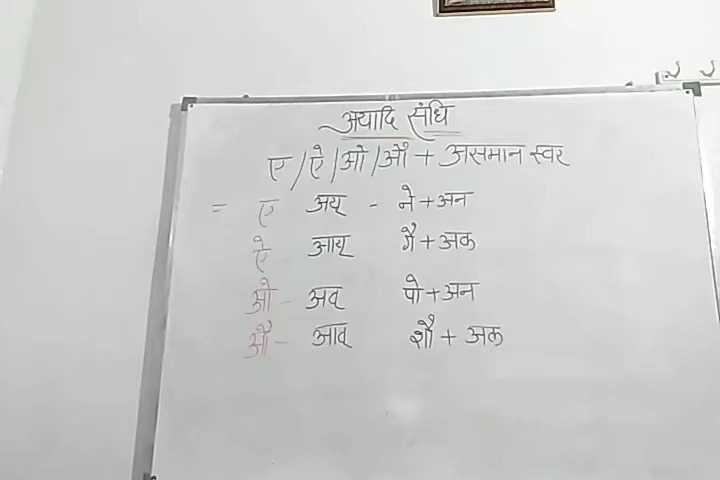 अयादि संधि
ए / ऐ / ओ / औ + असमान स्वर
= ए अय् - ने + अन
ऐ आय् गै + अक
ओ - अव् पो + अन
औ - आव् शौ + अक